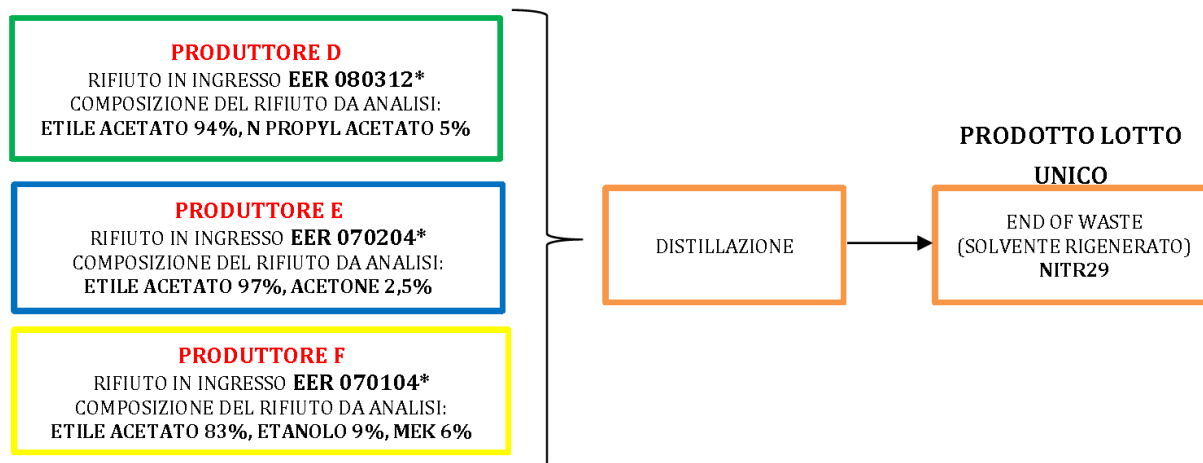 PRODUTTORE D
RIFIUTO IN INGRESSO EER 080312*
COMPOSIZIONE DEL RIFIUTO DA ANALISI:
ETILE ACETATO 94%, N PROPYL ACETATO 5%
PRODUTTORE E
RIFIUTO IN INGRESSO EER 070204*
COMPOSIZIONE DEL RIFIUTO DA ANALISI:
ETILE ACETATO 97%, ACETONE 2,5%
PRODUTTORE F
RIFIUTO IN INGRESSO EER 070104*
COMPOSIZIONE DEL RIFIUTO DA ANALISI:
ETILE ACETATO 83%, ETANOLO 9%, MEK 6%
DISTILLAZIONE
PRODOTTO LOTTO
UNICO
END OF WASTE
(SOLVENTE RIGENERATO)
NITR29